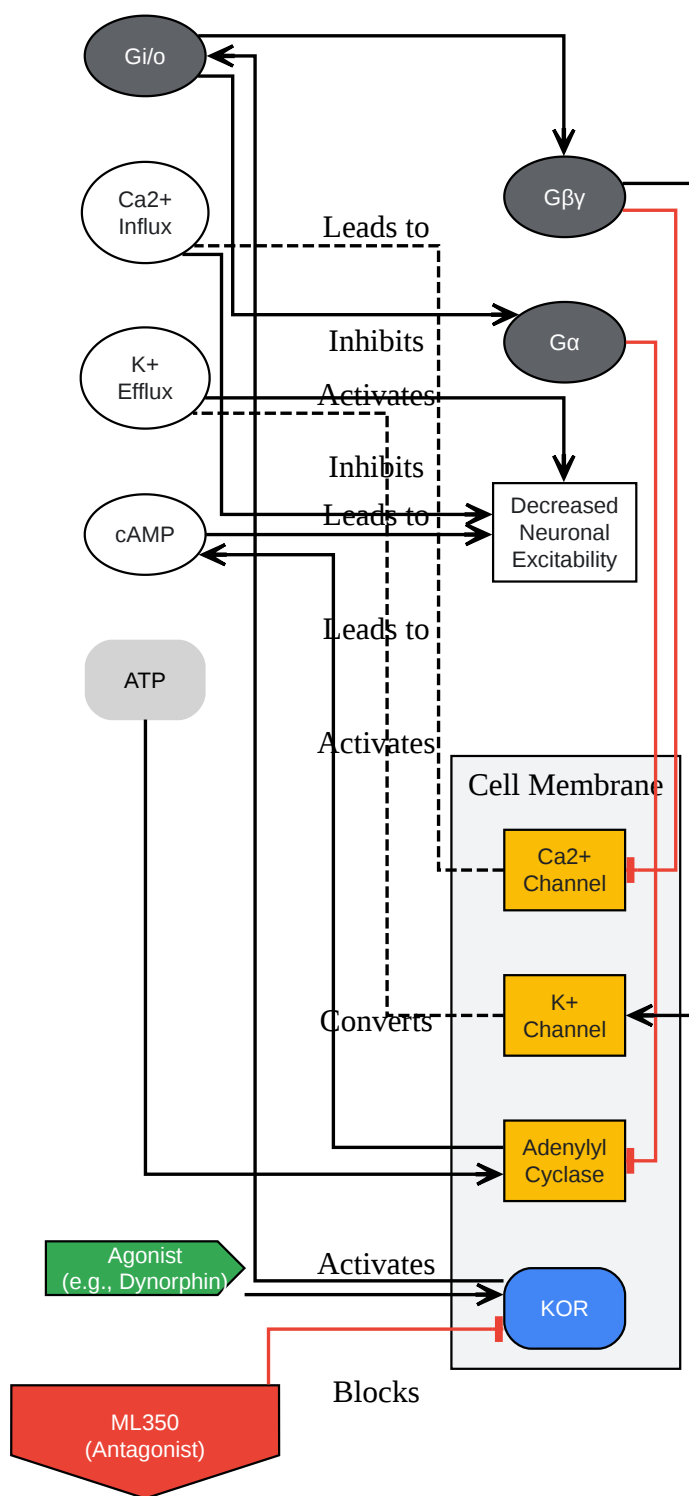 Gi/o
Gβγ
Ca2+
Influx
Leads to
Gα
Inhibits
K+
Efflux
Activates
Inhibits
Leads to
cAMP
Decreased
Neuronal
Excitability
Leads to
ATP
Activates
Cell Membrane
Ca2+
Channel
K+
Channel
Converts
Adenylyl
Cyclase
Agonist
(e.g., Dynorphin)
Activates
KOR
Blocks
ML350
(Antagonist)